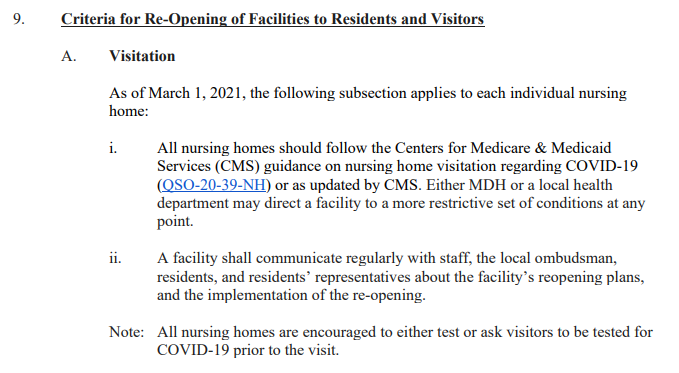 9. Criteria for Re-Opening of Facilities to Residents and Visitors
A. Visitation
As of March 1, 2021, the following subsection applies to each individual nursing
home:
i. All nursing homes should follow the Centers for Medicare & Medicaid
Services (CMS) guidance on nursing home visitation regarding COVID-19
(QSO-20-39-NH) or as updated by CMS. Either MDH or a local health
department may direct a facility to a more restrictive set of conditions at any
point.
ii. A facility shall communicate regularly with staff, the local ombudsman,
residents, and residents’ representatives about the facility’s reopening plans,
and the implementation of the re-opening.
Note: All nursing homes are encouraged to either test or ask visitors to be tested for
COVID-19 prior to the visit.